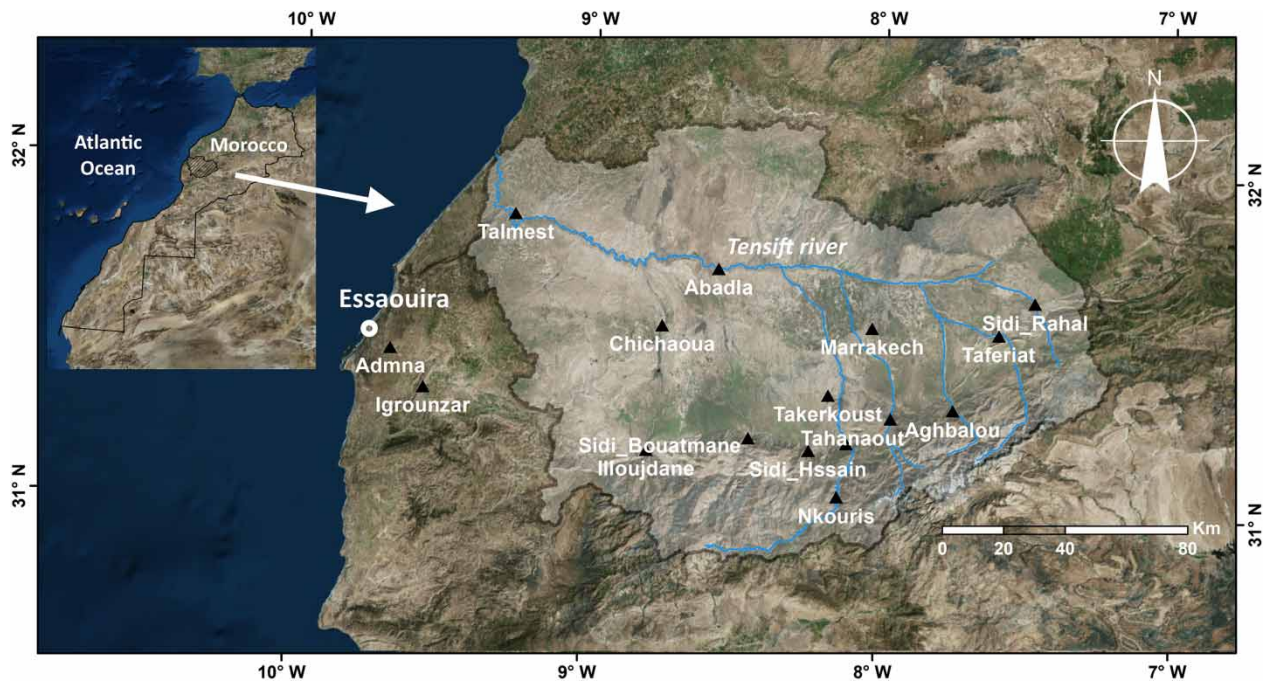 10° W
9° W
8° W
7° W
32° N
32° N
Atlantic
Ocean
Morocco
N
Talmest
Tensift river
Abadla
Essaouira
Sidi_Rahal
Chichaoua
Marrakech
Taferiat
Admna
Igrounzar
Takerkoust
Aghbalou
Tahanaout
Sidi_Bouatmane
Illoujdane
Sidi_Hssain
31° N
31° N
Nkouris
Km
0 20 40 80
10° W
9° W
8° W
7° W